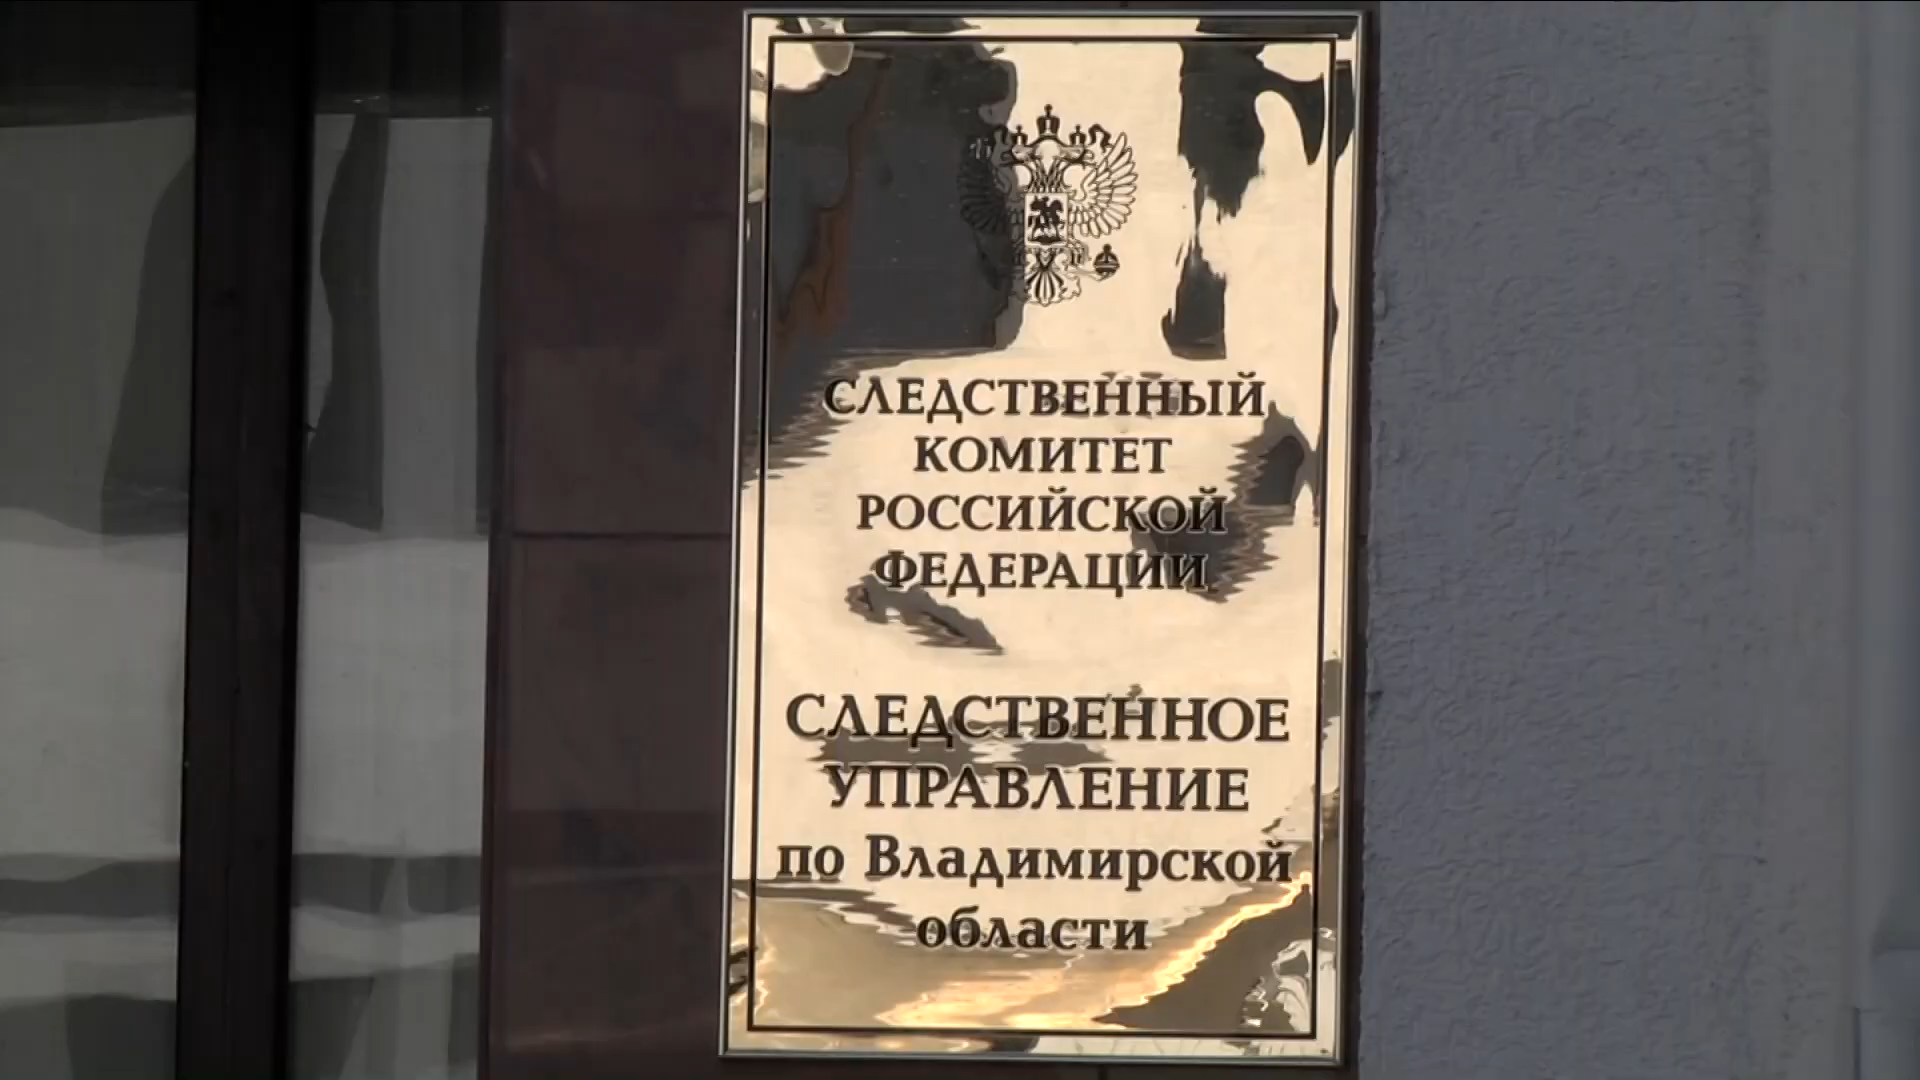 СЛЕДСТВЕННЫЙ
КОМИТЕТ
РОССИЙСКОЙ
ФЕДЕРАЦИИ
СЛЕДСТВЕННОЕ
УПРАВЛЕНИЕ
по Владимирской
области